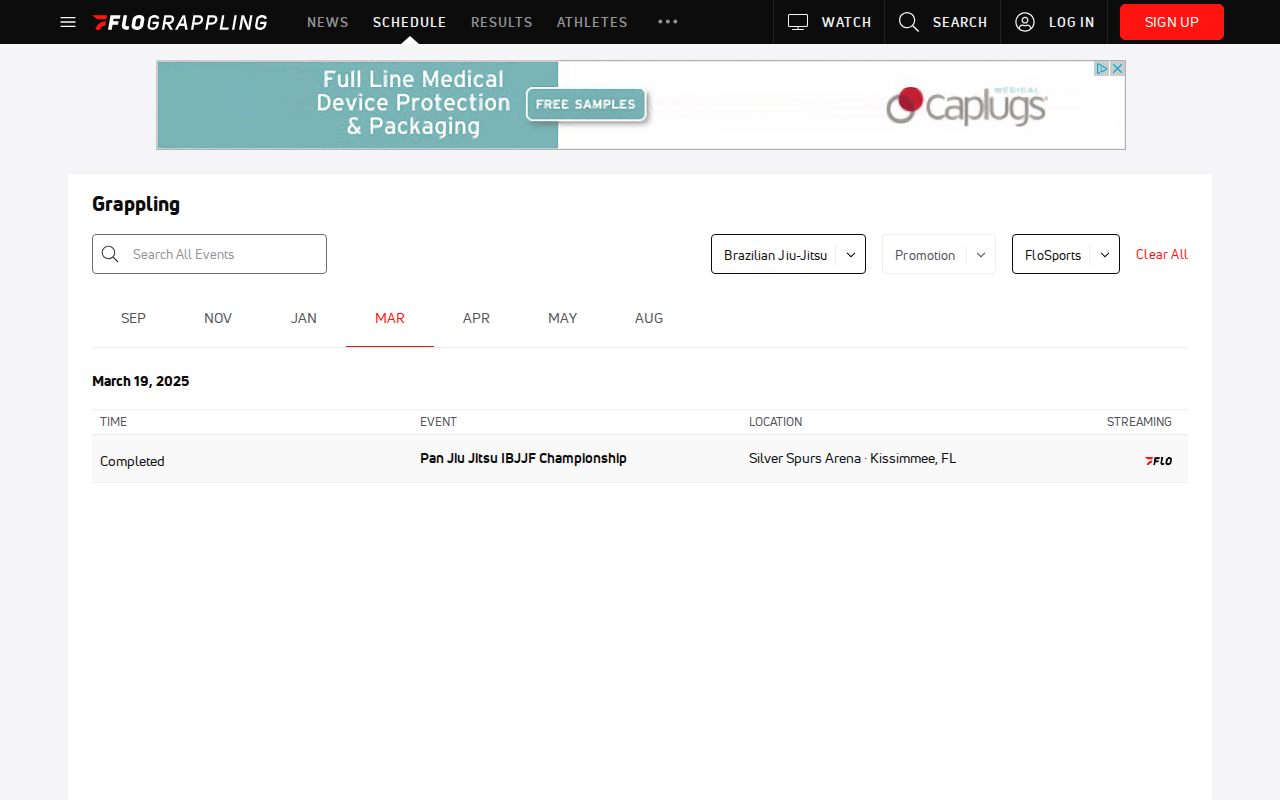 FLOGRAPPLING NEWS SCHEDULE RESULTS ATHLETES WATCH SEARCH LOG IN SIGN UP
Full Line Medical
Device Protection
& Packaging
FREE SAMPLES
MEDICAL
caplugs
Grappling
Search All Events
Brazilian Jiu-Jitsu Promotion FloSports Clear All
SEP NOV JAN MAR APR MAY AUG
March 19, 2025
TIME EVENT LOCATION STREAMING
Completed Pan Jiu Jitsu IBJJF Championship Silver Spurs Arena · Kissimmee, FL FLO